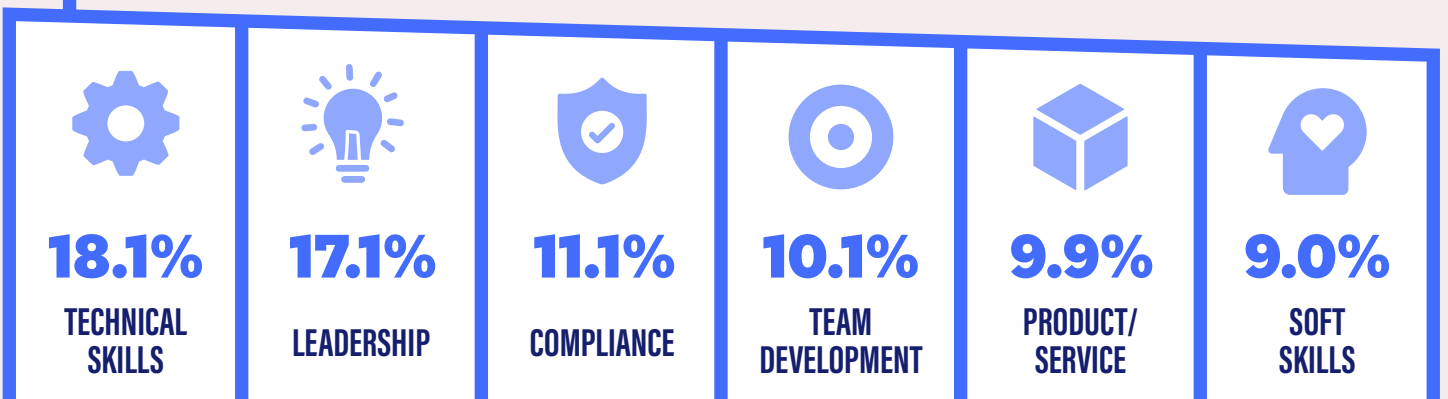 18.1%
TECHNICAL
SKILLS
17.1%
LEADERSHIP
11.1%
COMPLIANCE
10.1%
TEAM
DEVELOPMENT
9.9%
PRODUCT/
SERVICE
9.0%
SOFT
SKILLS